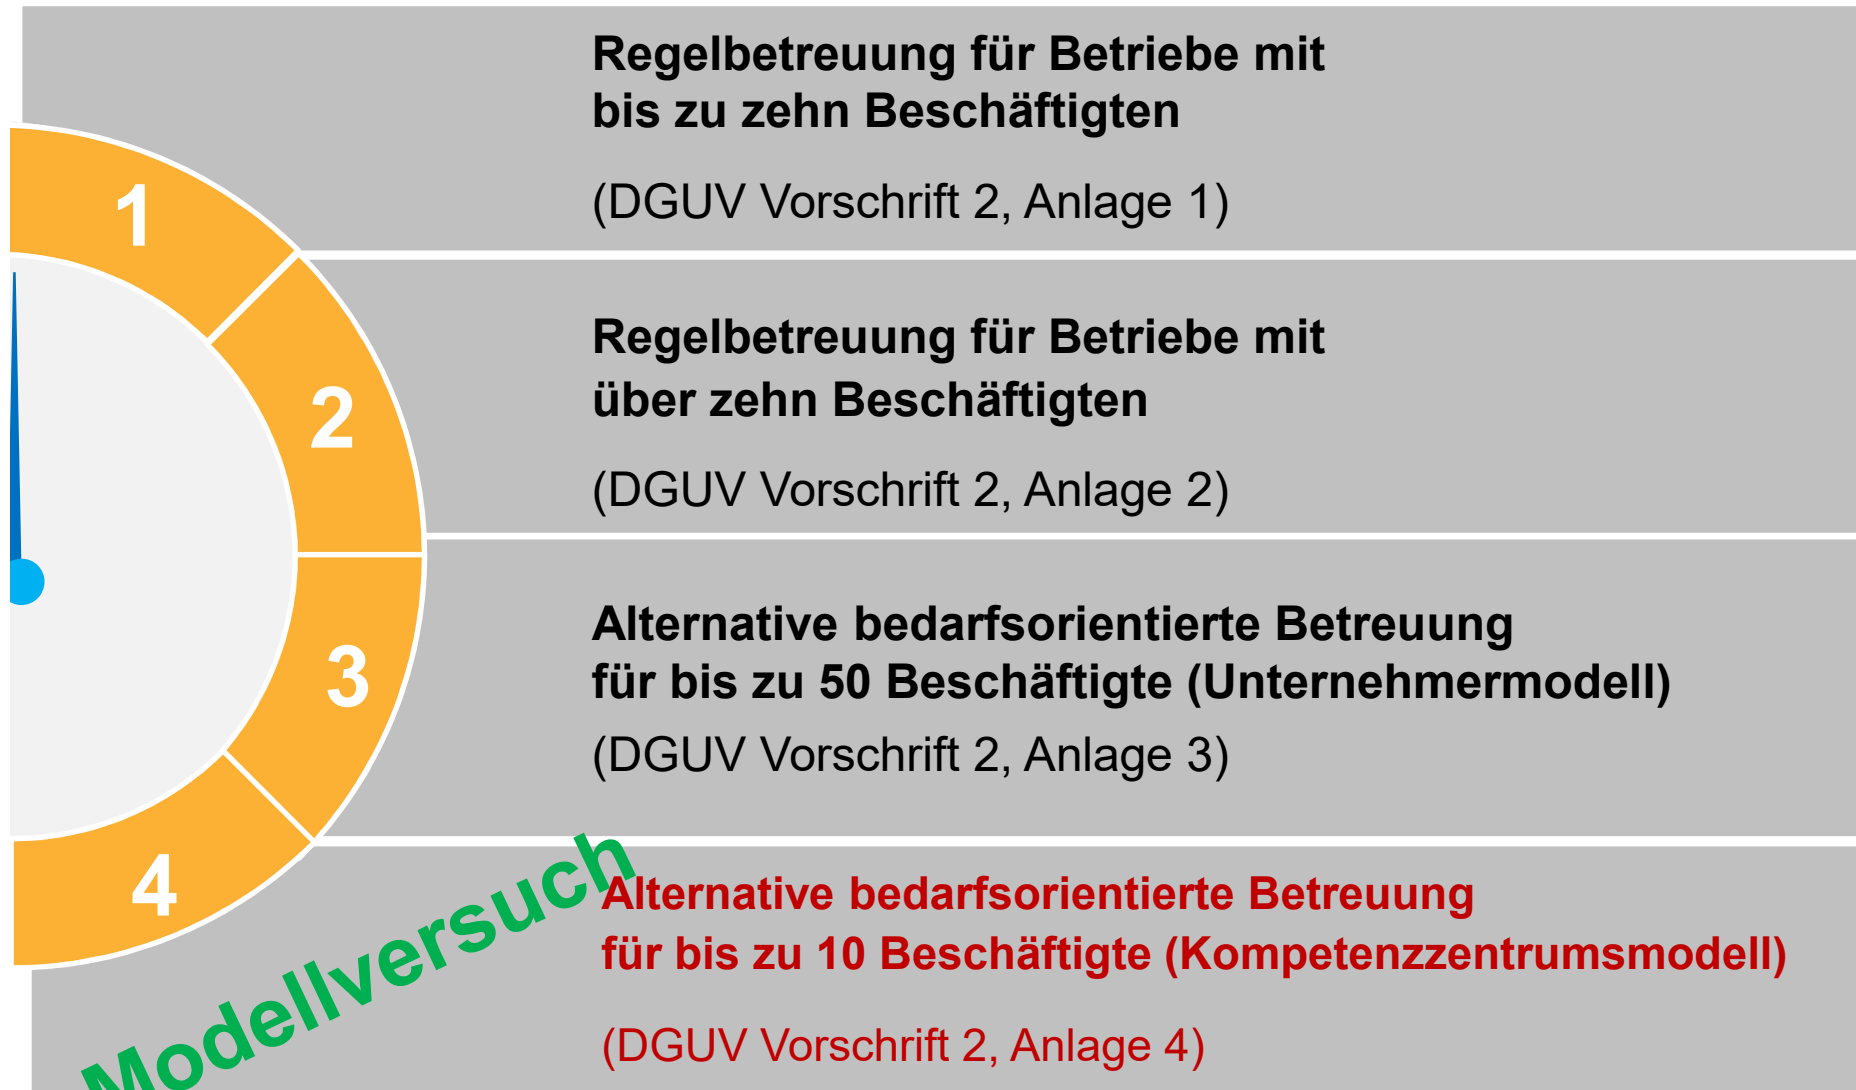 1
Regelbetreuung für Betriebe mit
bis zu zehn Beschäftigten
(DGUV Vorschrift 2, Anlage 1)
2
Regelbetreuung für Betriebe mit
über zehn Beschäftigten
(DGUV Vorschrift 2, Anlage 2)
3
Alternative bedarfsorientierte Betreuung
für bis zu 50 Beschäftigte (Unternehmermodell)
(DGUV Vorschrift 2, Anlage 3)
4
Modellversuch
Alternative bedarfsorientierte Betreuung
für bis zu 10 Beschäftigte (Kompetenzzentrumsmodell)
(DGUV Vorschrift 2, Anlage 4)